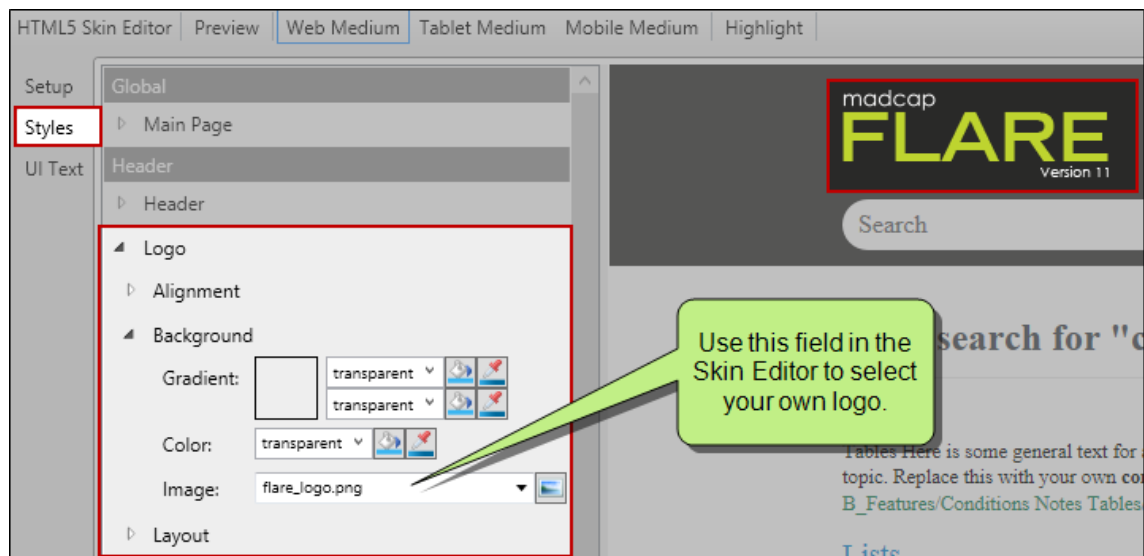 HTML5 Skin Editor Preview Web Medium Tablet Medium Mobile Medium Highlight
Setup
Styles
UI Text
Global
Main Page
Header
Header
Logo
Alignment
Background
Gradient: transparent
transparent
Color: transparent
Image: flare_logo.png
Layout
madcap
FLARE
Version 11
Search
Use this field in the
Skin Editor to select
your own logo.
search for "c
Tables Here is some general text for
topic. Replace this with your own
B_Features/Conditions Notes Tables/
Lists